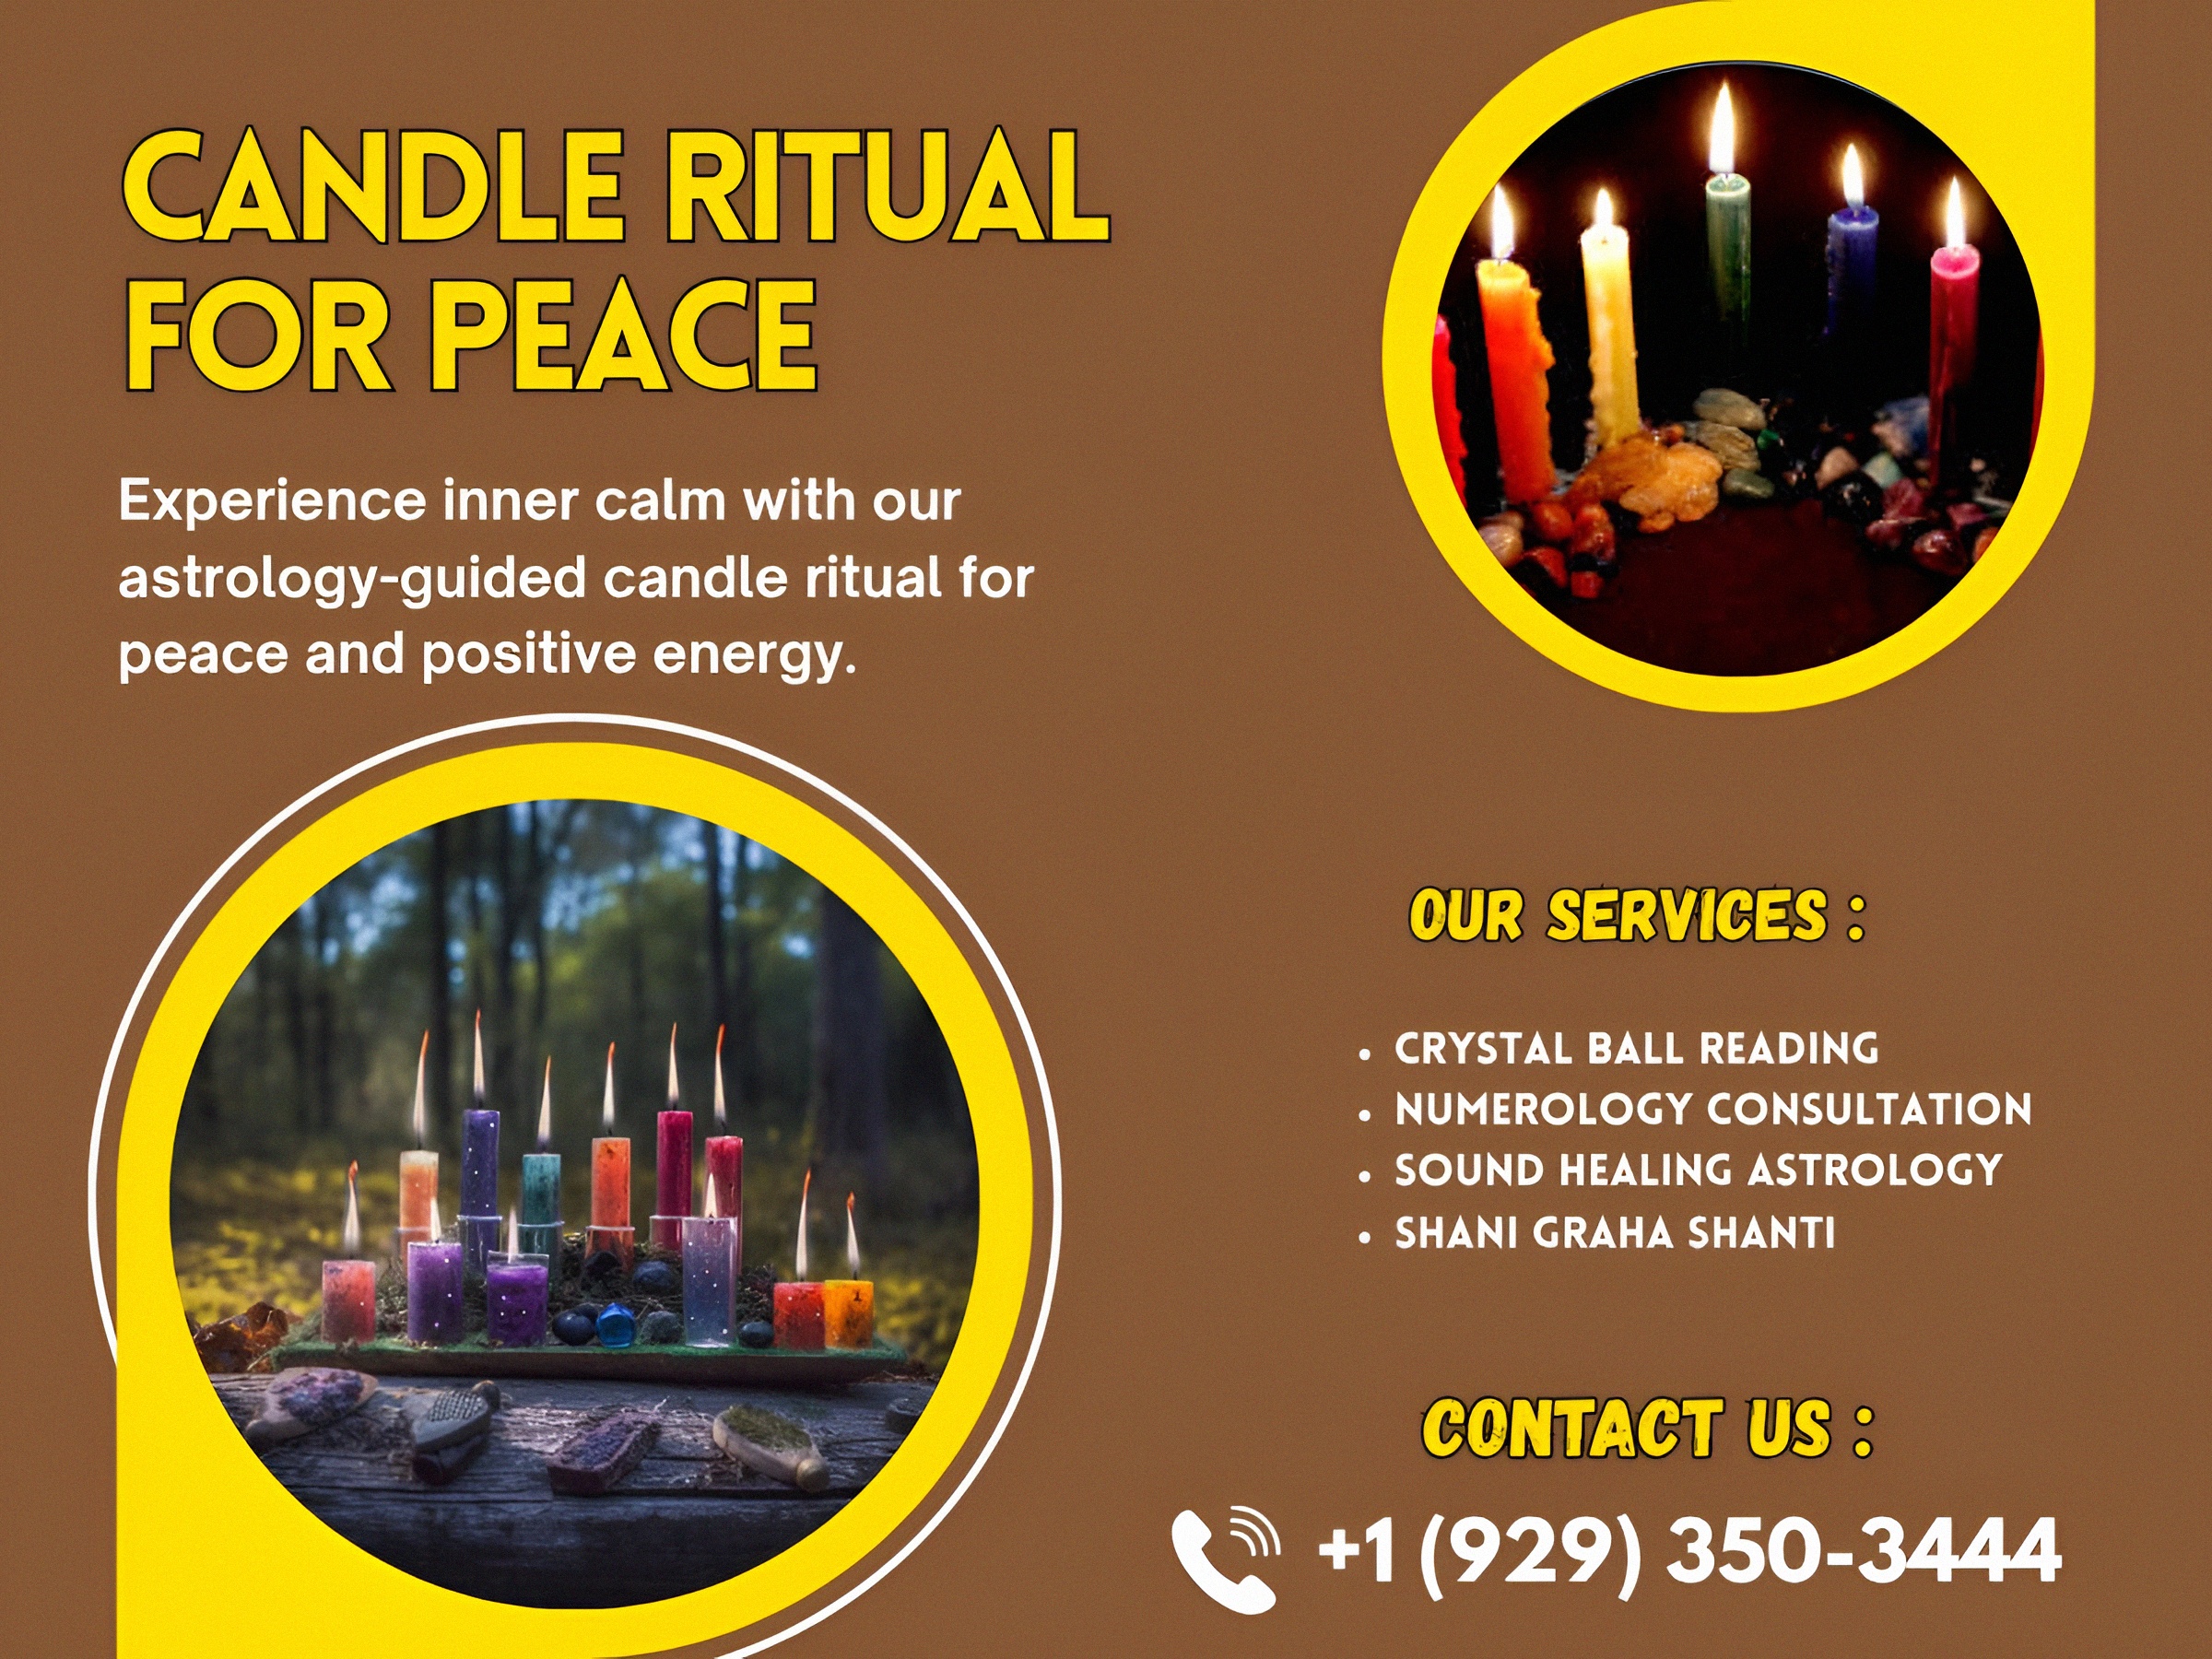 CANDLE RITUAL
FOR PEACE
Experience inner calm with our
astrology-guided candle ritual for
peace and positive energy.
OUR SERVICES :
• CRYSTAL BALL READING
• NUMEROLOGY CONSULTATION
• SOUND HEALING ASTROLOGY
• SHANI GRAHA SHANTI
CONTACT US :
+1 (929) 350-3444